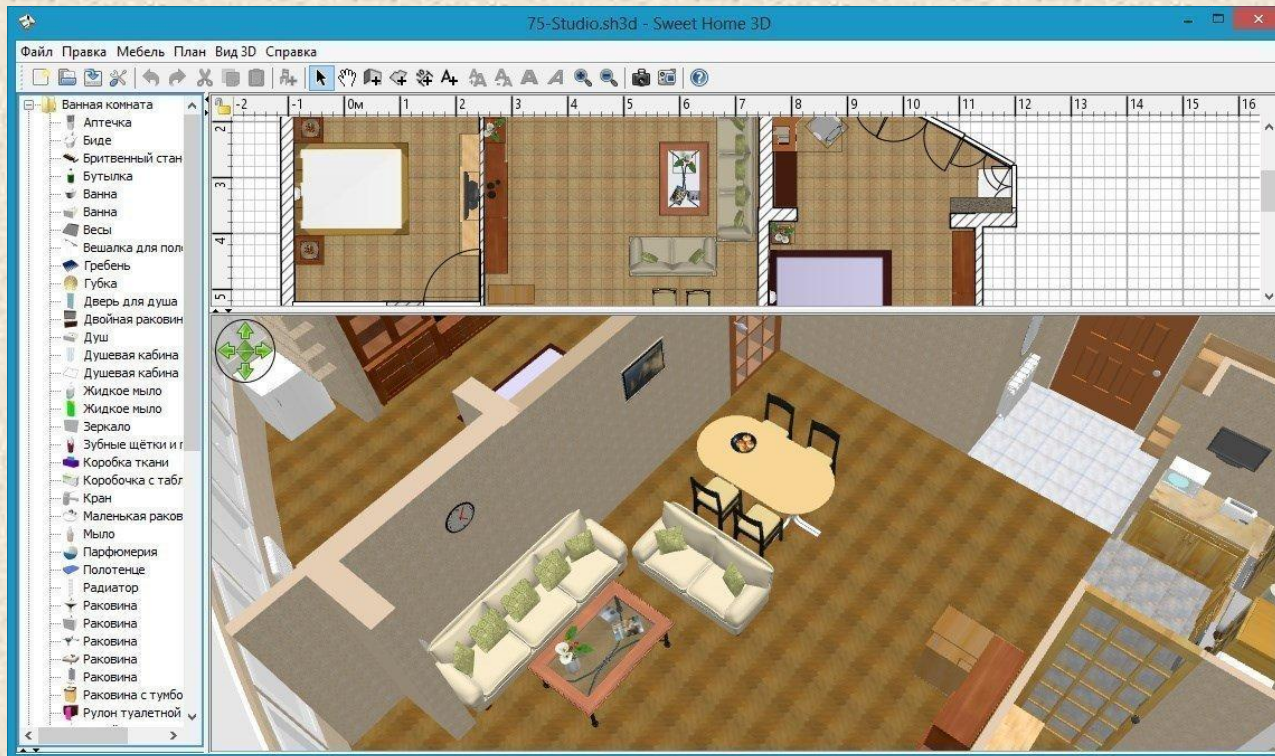 75-Studio.sh3d - Sweet Home 3D
Файл Правка Мебель План Вид 3D Справка
-2 -1 0м 1 2 3 4 5 6 7 8 9 10 11 12 13 14 15 16
2
3
4
5
Ванная комната
Аптечка
Биде
Бритвенный стан
Бутылка
Ванна
Ванна
Весы
Вешалка для поло
Гребень
Губка
Дверь для душа
Двойная раковин
Душ
Душевая кабина
Душевая кабина
Жидкое мыло
Жидкое мыло
Зеркало
Зубные щётки и г
Коробка ткани
Коробочка с табл
Кран
Маленькая раков
Мыло
Парфюмерия
Полотенце
Радиатор
Раковина
Раковина
Раковина
Раковина
Раковина
Раковина с тумбо
Рулон туалетной